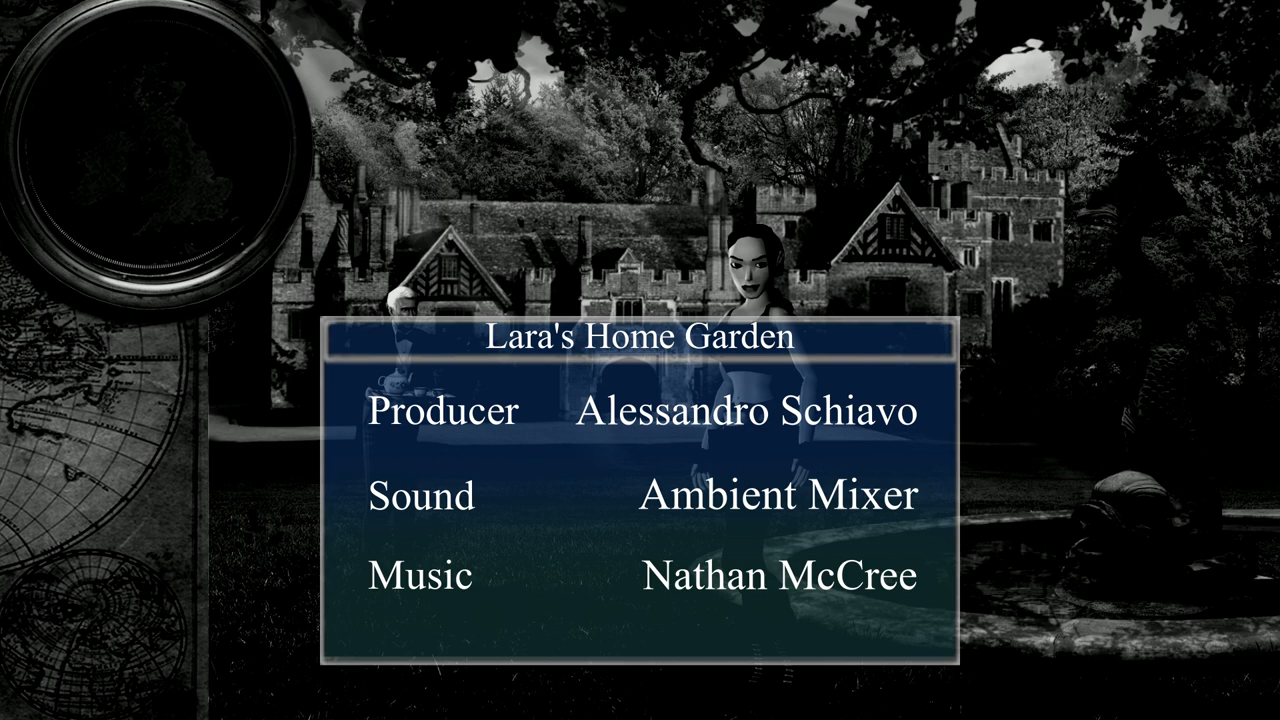 Lara's Home Garden
Producer Alessandro Schiavo
Sound Ambient Mixer
Music Nathan McCree